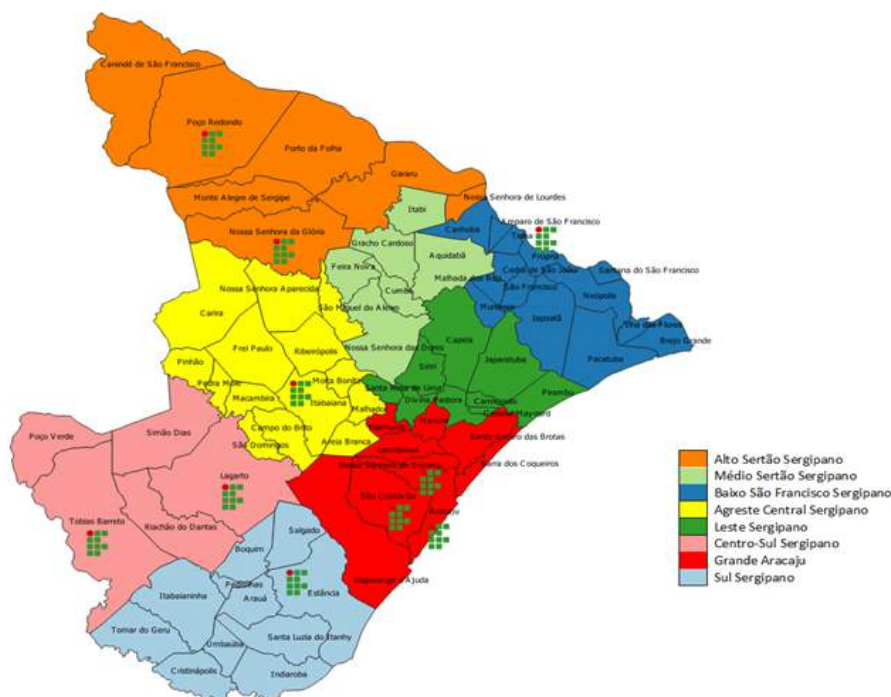 Canindé de São Francisco
Poço Redondo
Porto da Folha
Gararu
Monte Alegre de Sergipe
Nossa Senhora de Lourdes
Itabi
Nossa Senhora da Glória
Amparo de São Francisco
Canhoba
Telha
Gracho Cardoso
Aquidabã
Propriá
Feira Nova
Cedro de São João
Santana do São Francisco
Malhada dos Bois
Nossa Senhora Aparecida
Cumbe
São Francisco
Neópolis
São Miguel do Aleixo
Muribeca
Carira
Japoatã
Ilha das Flores
Capela
Brejo Grande
Frei Paulo
Ribeirópolis
Nossa Senhora das Dores
Japaratuba
Pacatuba
Pinhão
Siriri
Pedra Mole
Moita Bonita
Santa Rosa de Lima
Pirambu
Macambira
Itabaiana
Malhador
Divina Pastora
Carmópolis
General Maynard
Campo do Brito
Maruim
Poço Verde
Simão Dias
São Domingos
Areia Branca
Santo Amaro das Brotas
Laranjeiras
Nossa Senhora do Socorro
Barra dos Coqueiros
Lagarto
São Cristóvão
Aracaju
Tobias Barreto
Riachão do Dantas
Salgado
Boquim
Itaporanga d'Ajuda
Pedrinhas
Itabaianinha
Arauá
Estância
Tomar do Geru
Santa Luzia do Itanhy
Umbaúba
Cristinápolis
Indiaroba
Alto Sertão Sergipano
Médio Sertão Sergipano
Baixo São Francisco Sergipano
Agreste Central Sergipano
Leste Sergipano
Centro-Sul Sergipano
Grande Aracaju
Sul Sergipano